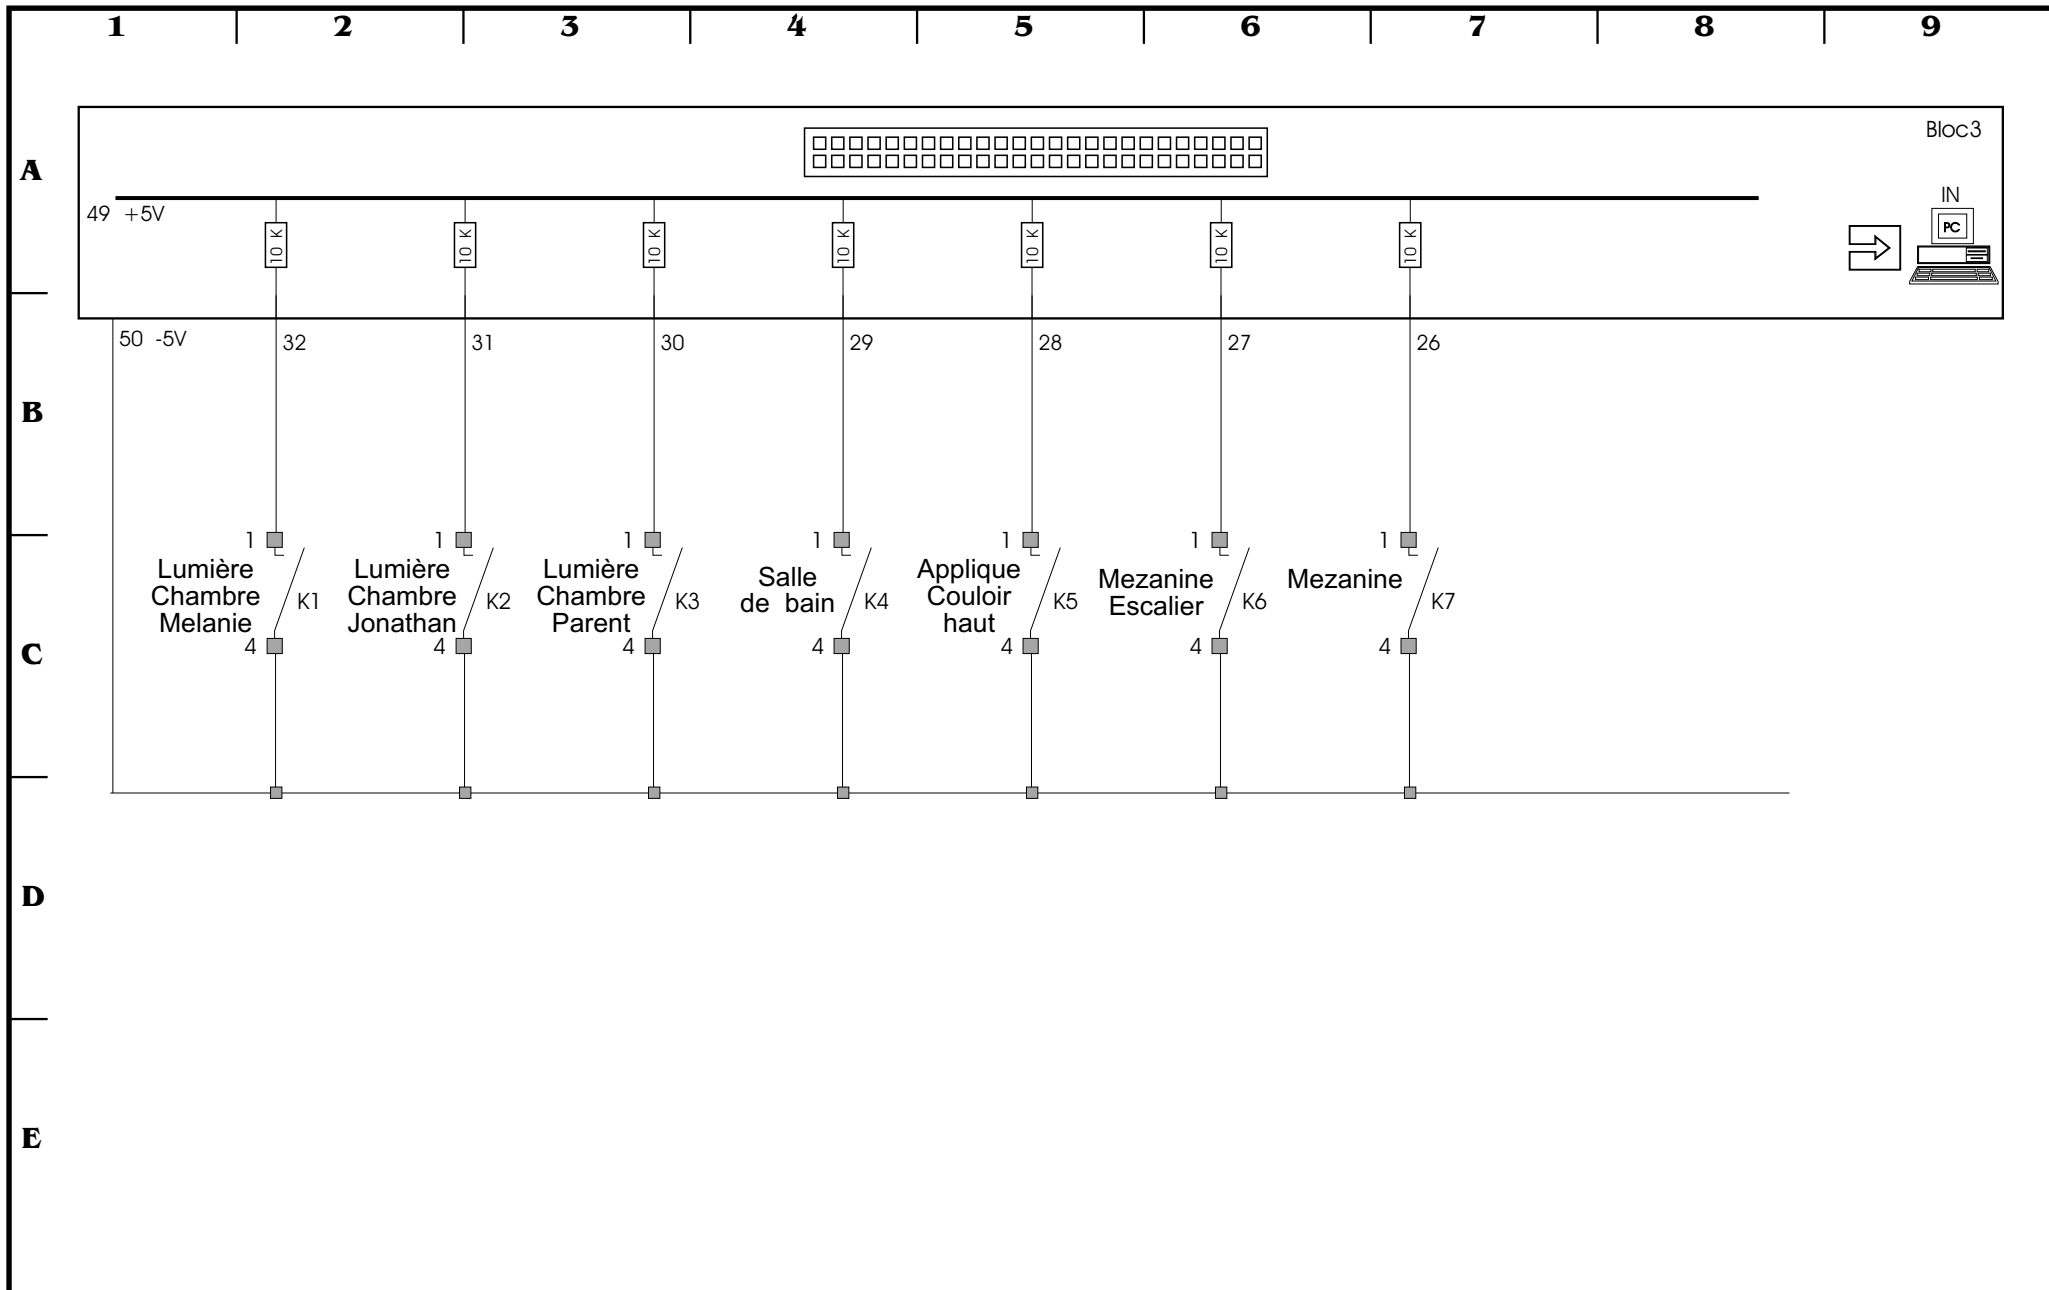 1 2 3 4 5 6 7 8 9
A
Bloc3
IN
PC
49 +5V
10 K 10 K 10 K 10 K 10 K 10 K 10 K
50 -5V 32 31 30 29 28 27 26
B
1 1 1 1 1 1 1
Lumière
Chambre
Melanie
K1
Lumière
Chambre
Jonathan
K2
Lumière
Chambre
Parent
K3
Salle
de bain
K4
Applique
Couloir
haut
K5
Mezanine
Escalier
K6
Mezanine
K7
4 4 4 4 4 4 4
C
D
E